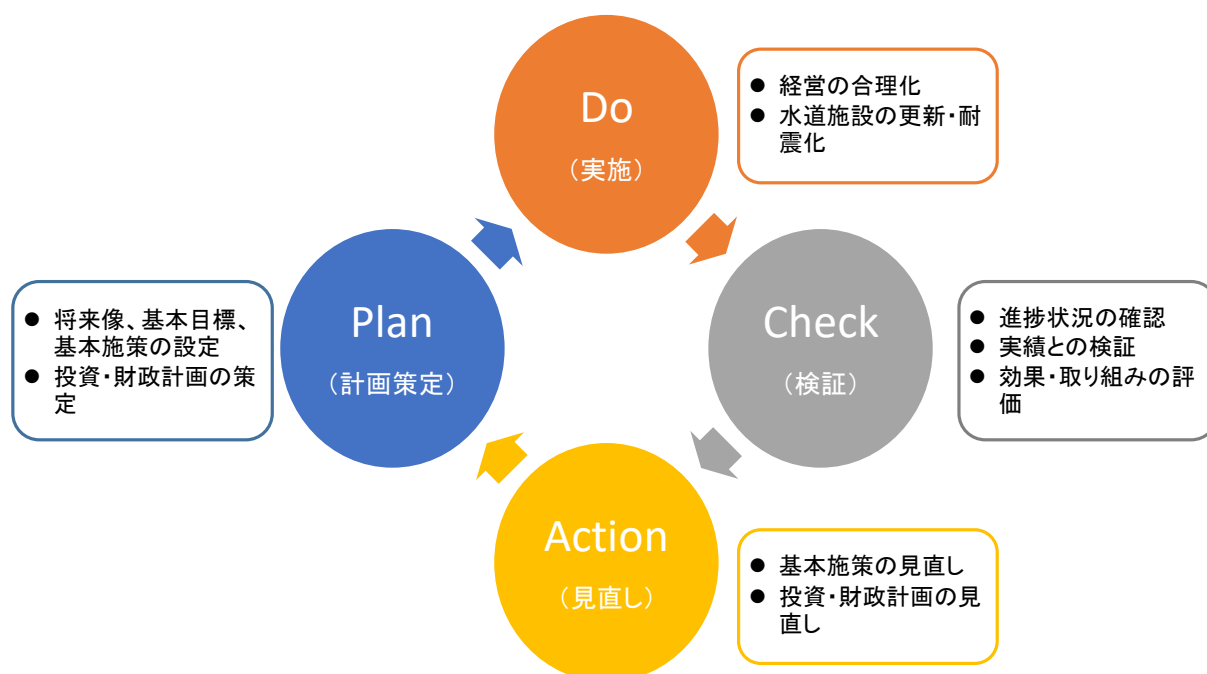 Do
（実施）
● 経営の合理化
● 水道施設の更新・耐
震化
Plan
（計画策定）
● 将来像、基本目標、
基本施策の設定
● 投資・財政計画の策
定
Check
（検証）
● 進捗状況の確認
● 実績との検証
● 効果・取り組みの評
価
Action
（見直し）
● 基本施策の見直し
● 投資・財政計画の見
直し